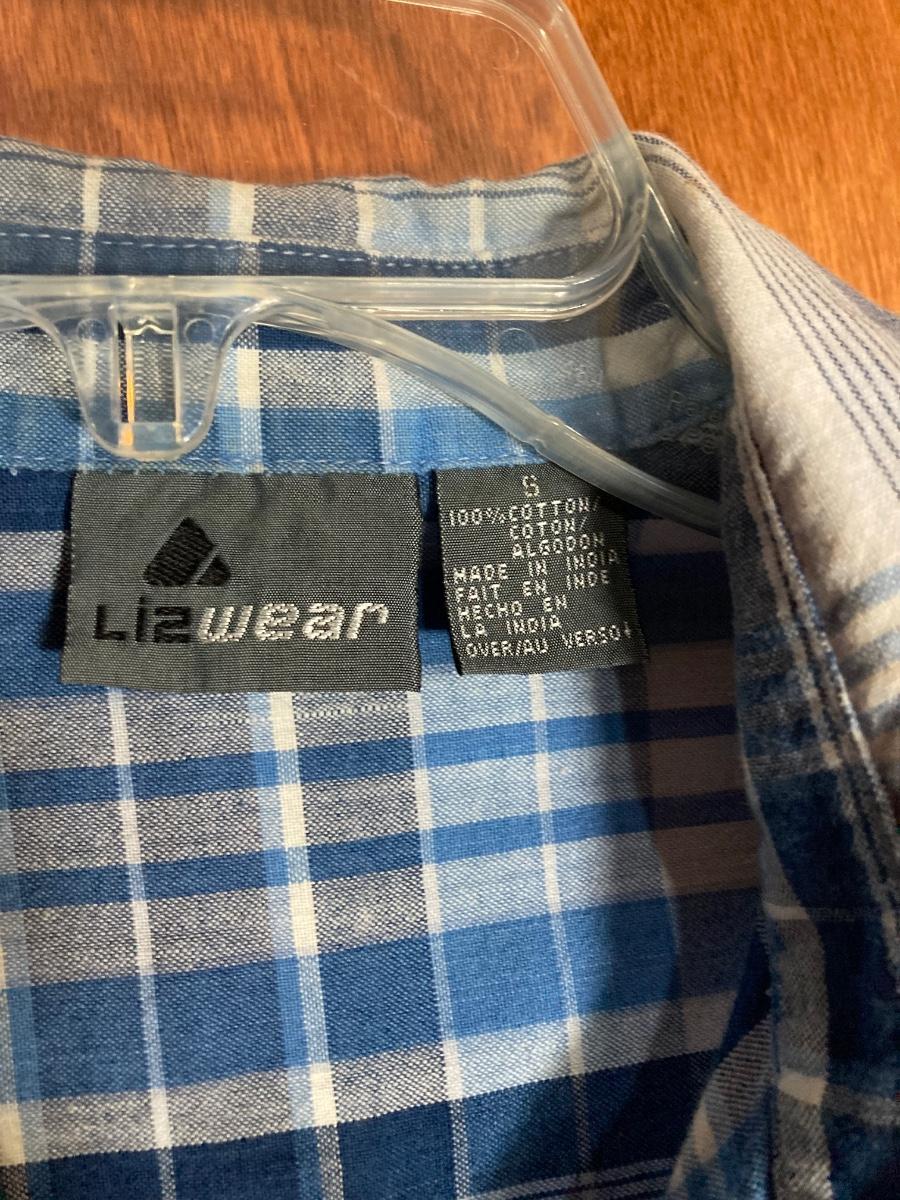 Lizwear
S
100%COTTON/
COTON/
ALGODON
MADE IN INDIA
FAIT EN INDE
HECHO EN
LA INDIA
OVER/AU VERSO↓